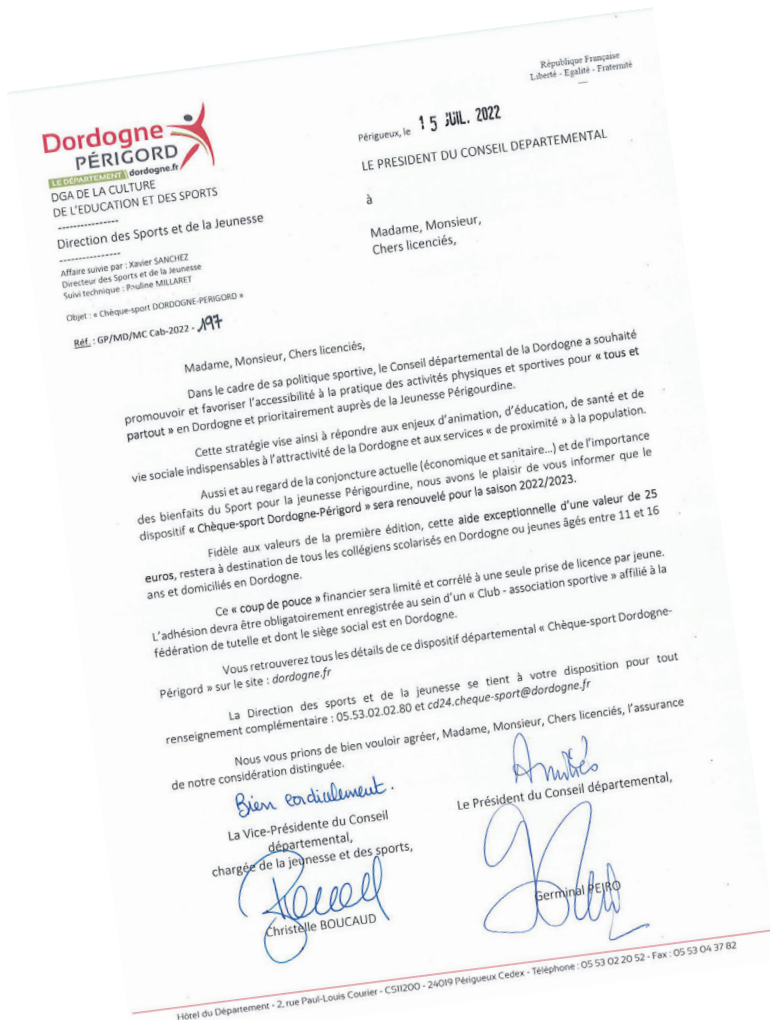 République Française
Liberté - Egalité - Fraternité
Dordogne
PÉRIGORD
LE DÉPARTEMENT dordogne.fr
DGA DE LA CULTURE
DE L'EDUCATION ET DES SPORTS
----------------
Direction des Sports et de la Jeunesse
----------------
Affaire suivie par : Xavier SANCHEZ
Directeur des Sports et de la Jeunesse
Suivi technique : Pauline MILLARET
Objet : « Chèque-sport DORDOGNE-PERIGORD »
Réf. : GP/MD/MC Cab-2022 - 197
Périgueux, le 15 JUIL. 2022
LE PRESIDENT DU CONSEIL DEPARTEMENTAL
à
Madame, Monsieur,
Chers licenciés,
Madame, Monsieur, Chers licenciés,
Dans le cadre de sa politique sportive, le Conseil départemental de la Dordogne a souhaité
promouvoir et favoriser l'accessibilité à la pratique des activités physiques et sportives pour « tous et
partout » en Dordogne et prioritairement auprès de la Jeunesse Périgourdine.
Cette stratégie vise ainsi à répondre aux enjeux d'animation, d'éducation, de santé et de
vie sociale indispensables à l'attractivité de la Dordogne et aux services « de proximité » à la population.
Aussi et au regard de la conjoncture actuelle (économique et sanitaire...) et de l'importance
des bienfaits du Sport pour la jeunesse Périgourdine, nous avons le plaisir de vous informer que le
dispositif « Chèque-sport Dordogne-Périgord » sera renouvelé pour la saison 2022/2023.
Fidèle aux valeurs de la première édition, cette aide exceptionnelle d'une valeur de 25
euros, restera à destination de tous les collégiens scolarisés en Dordogne ou jeunes âgés entre 11 et 16
ans et domiciliés en Dordogne.
Ce « coup de pouce » financier sera limité et corrélé à une seule prise de licence par jeune.
L'adhésion devra être obligatoirement enregistrée au sein d'un « Club - association sportive » affilié à la
fédération de tutelle et dont le siège social est en Dordogne.
Vous retrouverez tous les détails de ce dispositif départemental « Chèque-sport Dordogne-
Périgord » sur le site : dordogne.fr
La Direction des sports et de la jeunesse se tient à votre disposition pour tout
renseignement complémentaire : 05.53.02.02.80 et cd24.cheque-sport@dordogne.fr
Nous vous prions de bien vouloir agréer, Madame, Monsieur, Chers licenciés, l'assurance
de notre considération distinguée.
Bien cordialement.
La Vice-Présidente du Conseil
départemental,
chargée de la jeunesse et des sports,
Christelle BOUCAUD
Amitiés
Le Président du Conseil départemental,
Germinal PEIRO
Hôtel du Département - 2, rue Paul-Louis Courier - CS11200 - 24019 Périgueux Cedex - Téléphone : 05 53 02 20 52 - Fax : 05 53 04 37 82